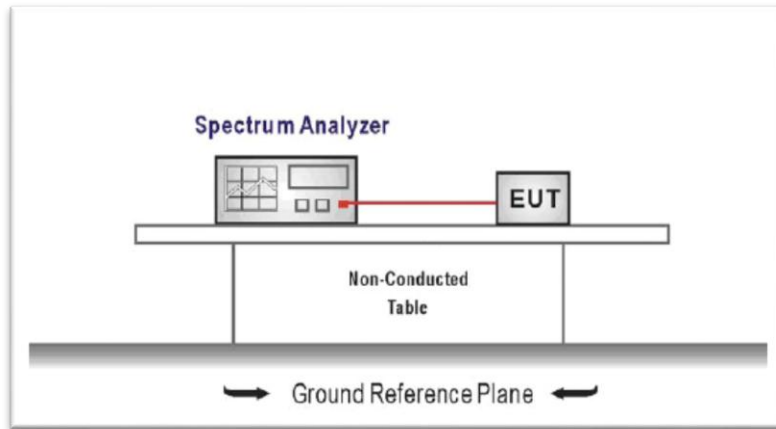 Spectrum Analyzer
EUT
Non-Conducted
Table
Ground Reference Plane